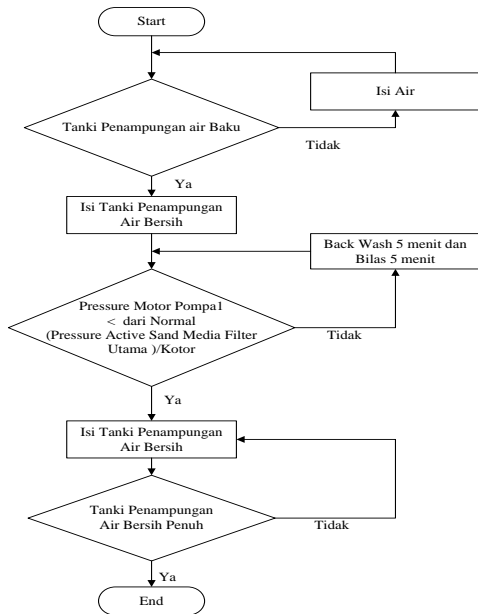 Start
Isi Air
Tanki Penampungan air Baku
Tidak
Ya
Isi Tanki Penampungan
Air Bersih
Back Wash 5 menit dan
Bilas 5 menit
Pressure Motor Pompa1
< dari Normal
(Pressure Active Sand Media Filter
Utama )/Kotor
Tidak
Ya
Isi Tanki Penampungan
Air Bersih
Tanki Penampungan
Air Bersih Penuh
Tidak
Ya
End